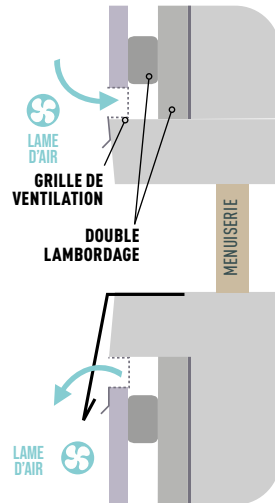 LAME
D'AIR
GRILLE DE
VENTILATION
DOUBLE
LAMBORDAGE
MENUISERIE
LAME
D'AIR